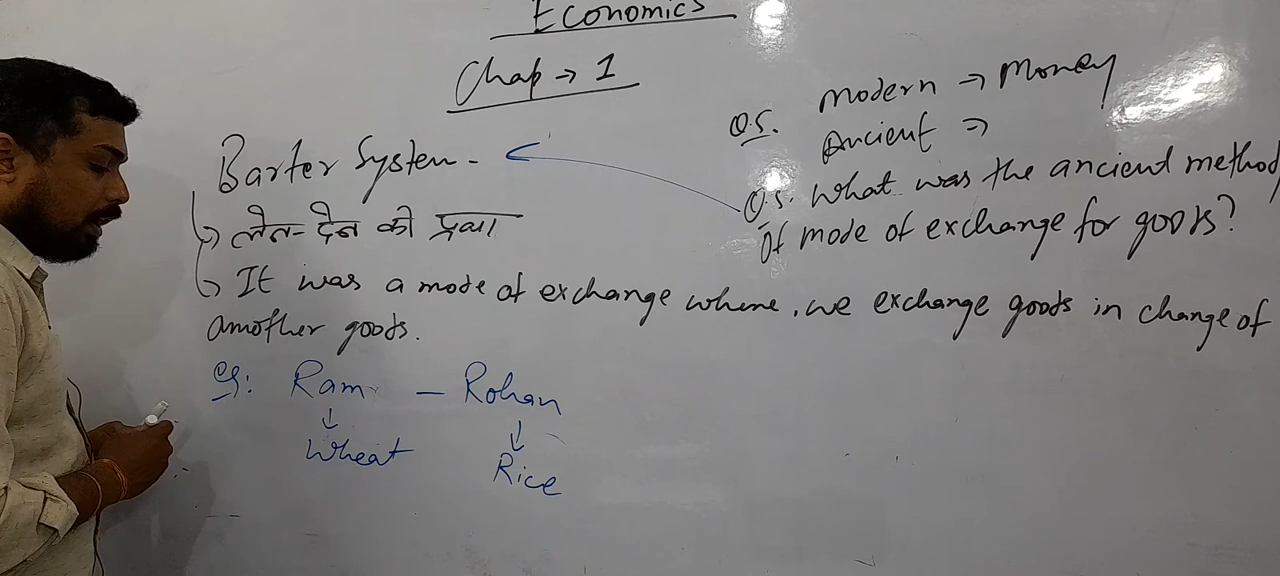 Economics
Chap → 1
Barter System -
लेन-देन की प्रथा
It was a mode of exchange where, we exchange goods in change of
another goods.
eg: Ram - Rohan
↓ ↓
Wheat Rice
Q.S. Modern → Money
Ancient →
Q.S. What was the ancient method
of mode of exchange for goods?